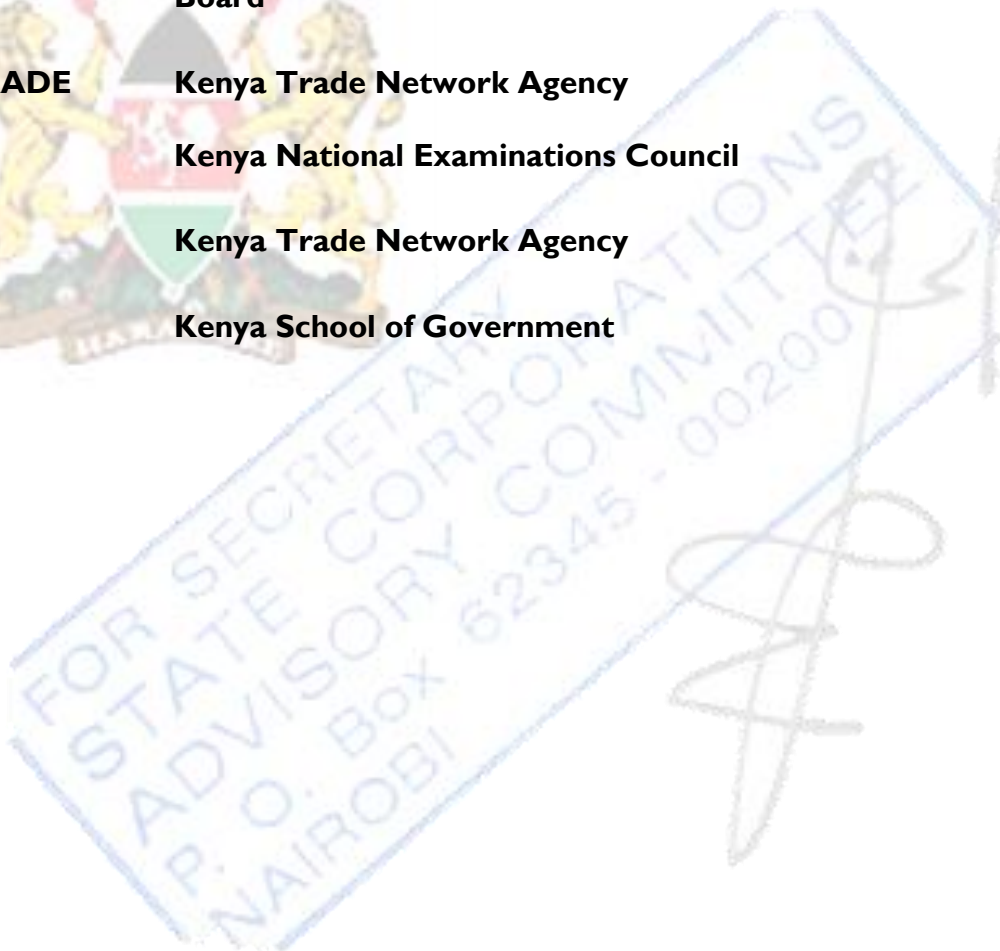 Board
ADE Kenya Trade Network Agency
Kenya National Examinations Council
Kenya Trade Network Agency
Kenya School of Government
FOR SECRETARY
STATE CORPORATIONS
ADVISORY COMMITTEE
P. O. Box 62345 - 00200
NAIROBI